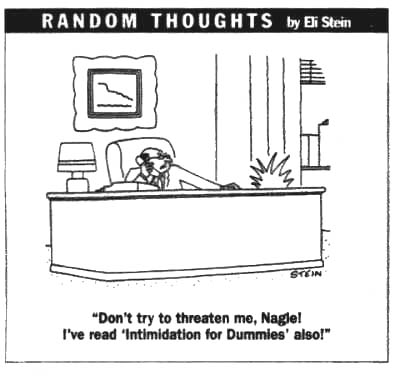 RANDOM THOUGHTS by Eli Stein
STEIN
"Don't try to threaten me, Nagle!
I've read 'Intimidation for Dummies' also!"